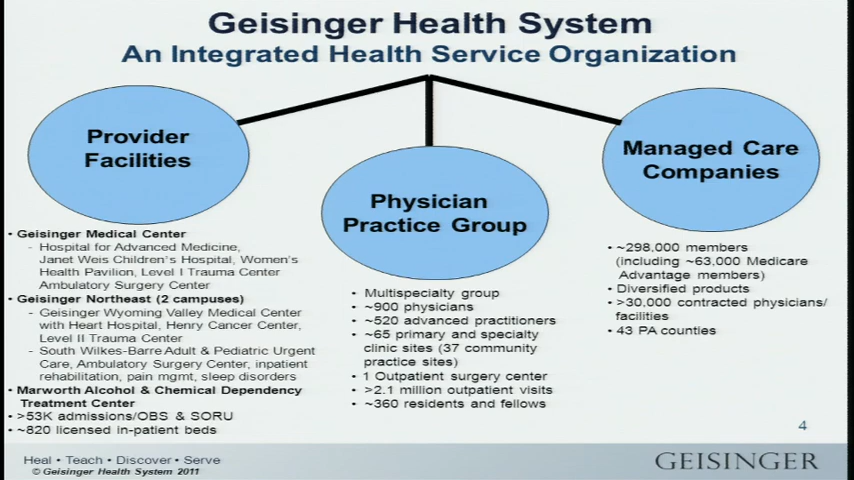 Geisinger Health System
An Integrated Health Service Organization
Provider
Facilities
• Geisinger Medical Center
- Hospital for Advanced Medicine,
Janet Weis Children's Hospital, Women's
Health Pavilion, Level I Trauma Center
Ambulatory Surgery Center
• Geisinger Northeast (2 campuses)
- Geisinger Wyoming Valley Medical Center
with Heart Hospital, Henry Cancer Center,
Level II Trauma Center
- South Wilkes-Barre Adult & Pediatric Urgent
Care, Ambulatory Surgery Center, inpatient
rehabilitation, pain mgmt, sleep disorders
• Marworth Alcohol & Chemical Dependency
Treatment Center
• >53K admissions/OBS & SORU
• ~820 licensed in-patient beds
Physician
Practice Group
• Multispecialty group
• ~900 physicians
• ~520 advanced practitioners
• ~65 primary and specialty
clinic sites (37 community
practice sites)
• 1 Outpatient surgery center
• >2.1 million outpatient visits
• ~360 residents and fellows
Managed Care
Companies
• ~298,000 members
(including ~63,000 Medicare
Advantage members)
• Diversified products
• >30,000 contracted physicians/
facilities
• 43 PA counties
4
Heal • Teach • Discover • Serve
© Geisinger Health System 2011
GEISINGER